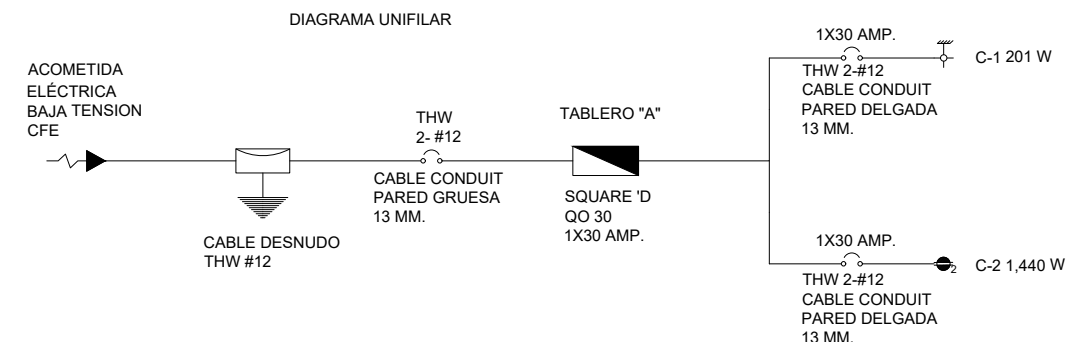 DIAGRAMA UNIFILAR
ACOMETIDA
ELÉCTRICA
BAJA TENSION
CFE
CABLE DESNUDO
THW #12
THW
2- #12
CABLE CONDUIT
PARED GRUESA
13 MM.
TABLERO "A"
SQUARE 'D
QO 30
1X30 AMP.
1X30 AMP.
THW 2-#12
CABLE CONDUIT
PARED DELGADA
13 MM.
C-1 201 W
1X30 AMP.
2
C-2 1,440 W
THW 2-#12
CABLE CONDUIT
PARED DELGADA
13 MM.